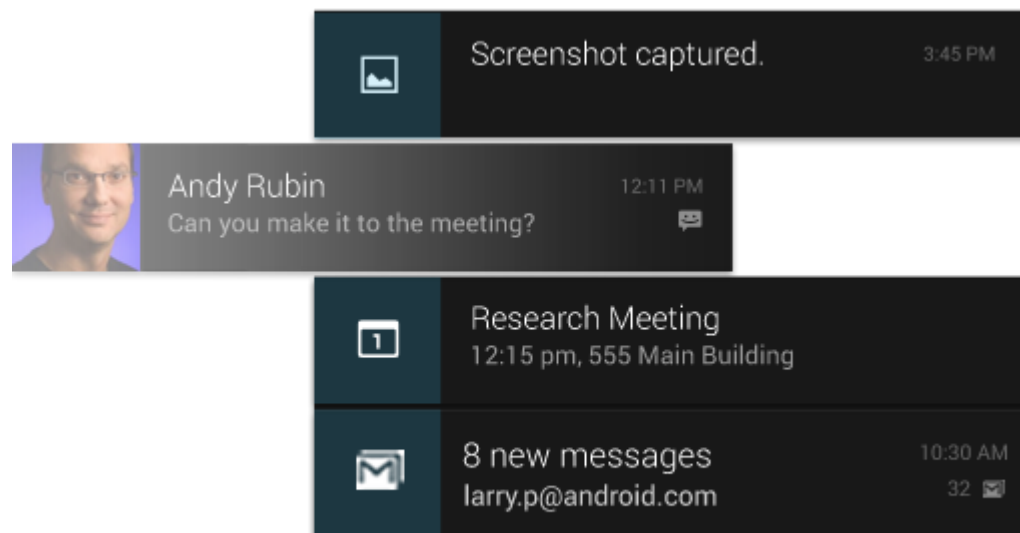 Screenshot captured.
3:45 PM
Andy Rubin
12:11 PM
Can you make it to the meeting?
1
Research Meeting
12:15 pm, 555 Main Building
8 new messages
10:30 AM
larry.p@android.com
32